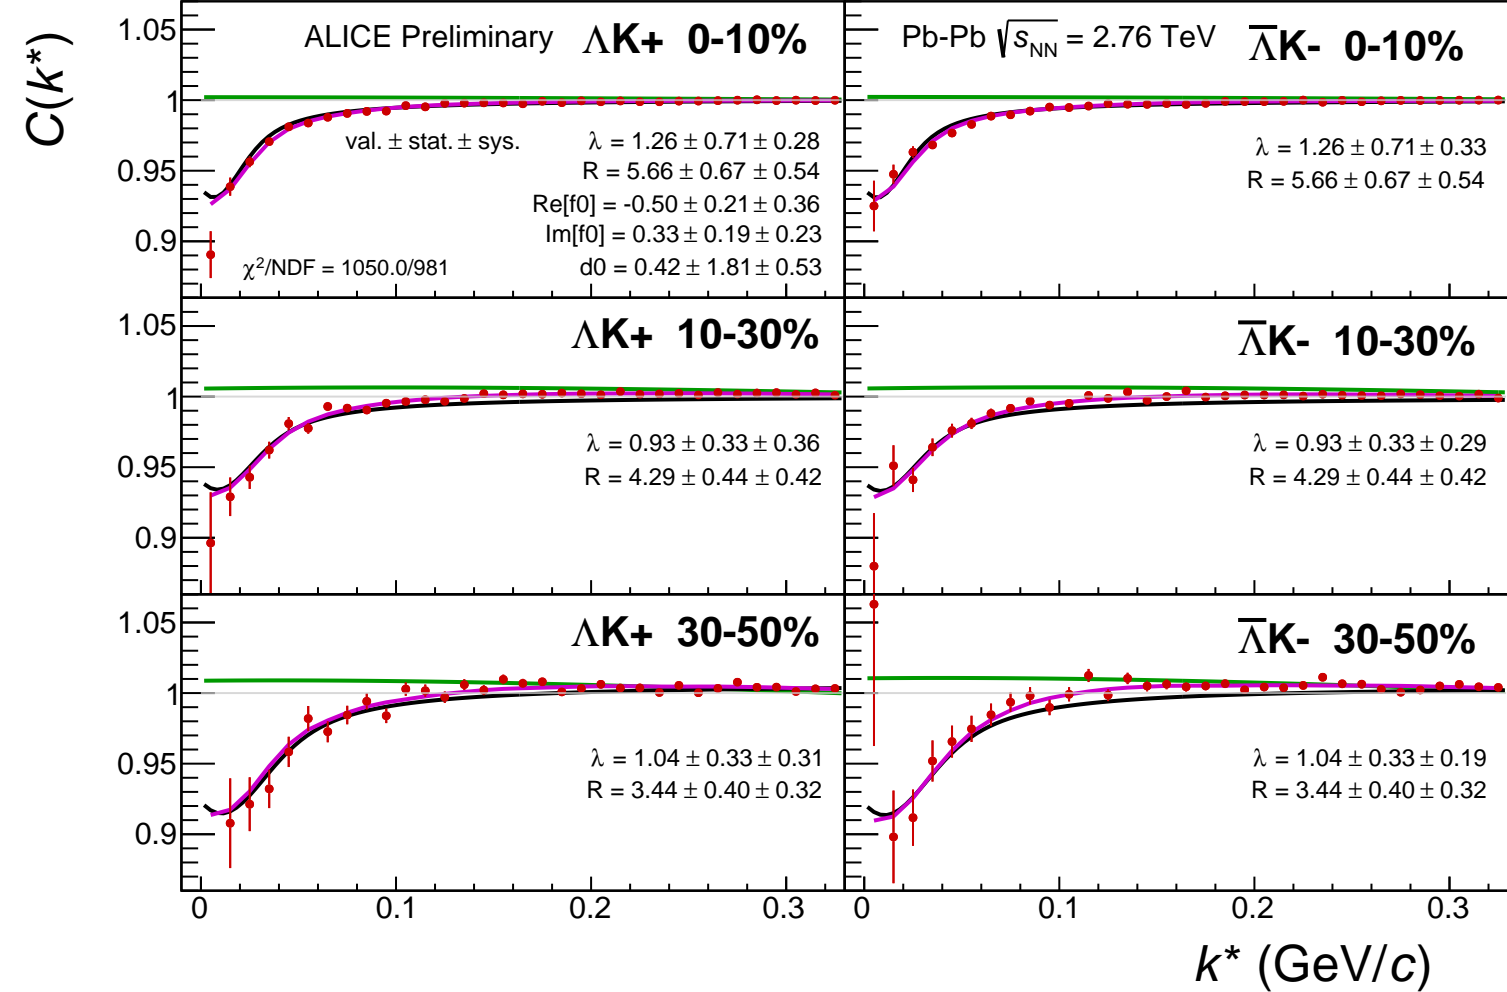 C(k*)
1.05
1
0.95
0.9
ALICE Preliminary ΛK+ 0-10%
val. ± stat. ± sys.
λ = 1.26 ± 0.71 ± 0.28
R = 5.66 ± 0.67 ± 0.54
Re[f0] = -0.50 ± 0.21 ± 0.36
Im[f0] = 0.33 ± 0.19 ± 0.23
χ²/NDF = 1050.0/981
d0 = 0.42 ± 1.81 ± 0.53
Pb-Pb √s_NN = 2.76 TeV Λ̅K- 0-10%
λ = 1.26 ± 0.71 ± 0.33
R = 5.66 ± 0.67 ± 0.54
1.05
1
0.95
0.9
ΛK+ 10-30%
λ = 0.93 ± 0.33 ± 0.36
R = 4.29 ± 0.44 ± 0.42
Λ̅K- 10-30%
λ = 0.93 ± 0.33 ± 0.29
R = 4.29 ± 0.44 ± 0.42
1.05
1
0.95
0.9
ΛK+ 30-50%
λ = 1.04 ± 0.33 ± 0.31
R = 3.44 ± 0.40 ± 0.32
Λ̅K- 30-50%
λ = 1.04 ± 0.33 ± 0.19
R = 3.44 ± 0.40 ± 0.32
0 0.1 0.2 0.3
0 0.1 0.2 0.3
k* (GeV/c)